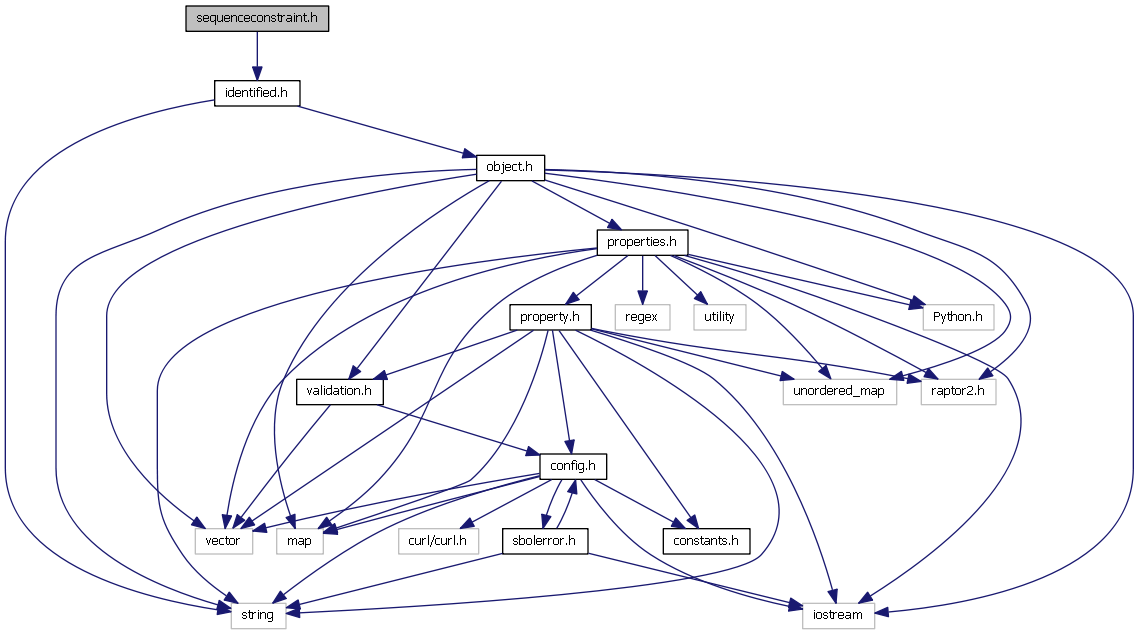 sequenceconstraint.h
identified.h
object.h
properties.h
property.h
regex
utility
Python.h
validation.h
unordered_map
raptor2.h
config.h
vector
map
curl/curl.h
sbolerror.h
constants.h
string
iostream